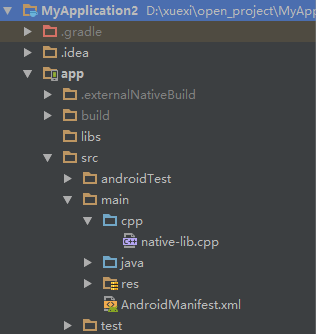 MyApplication2 D:\xuexi\open_project\MyApp
.gradle
.idea
app
.externalNativeBuild
build
libs
src
androidTest
main
cpp
native-lib.cpp
java
res
AndroidManifest.xml
test